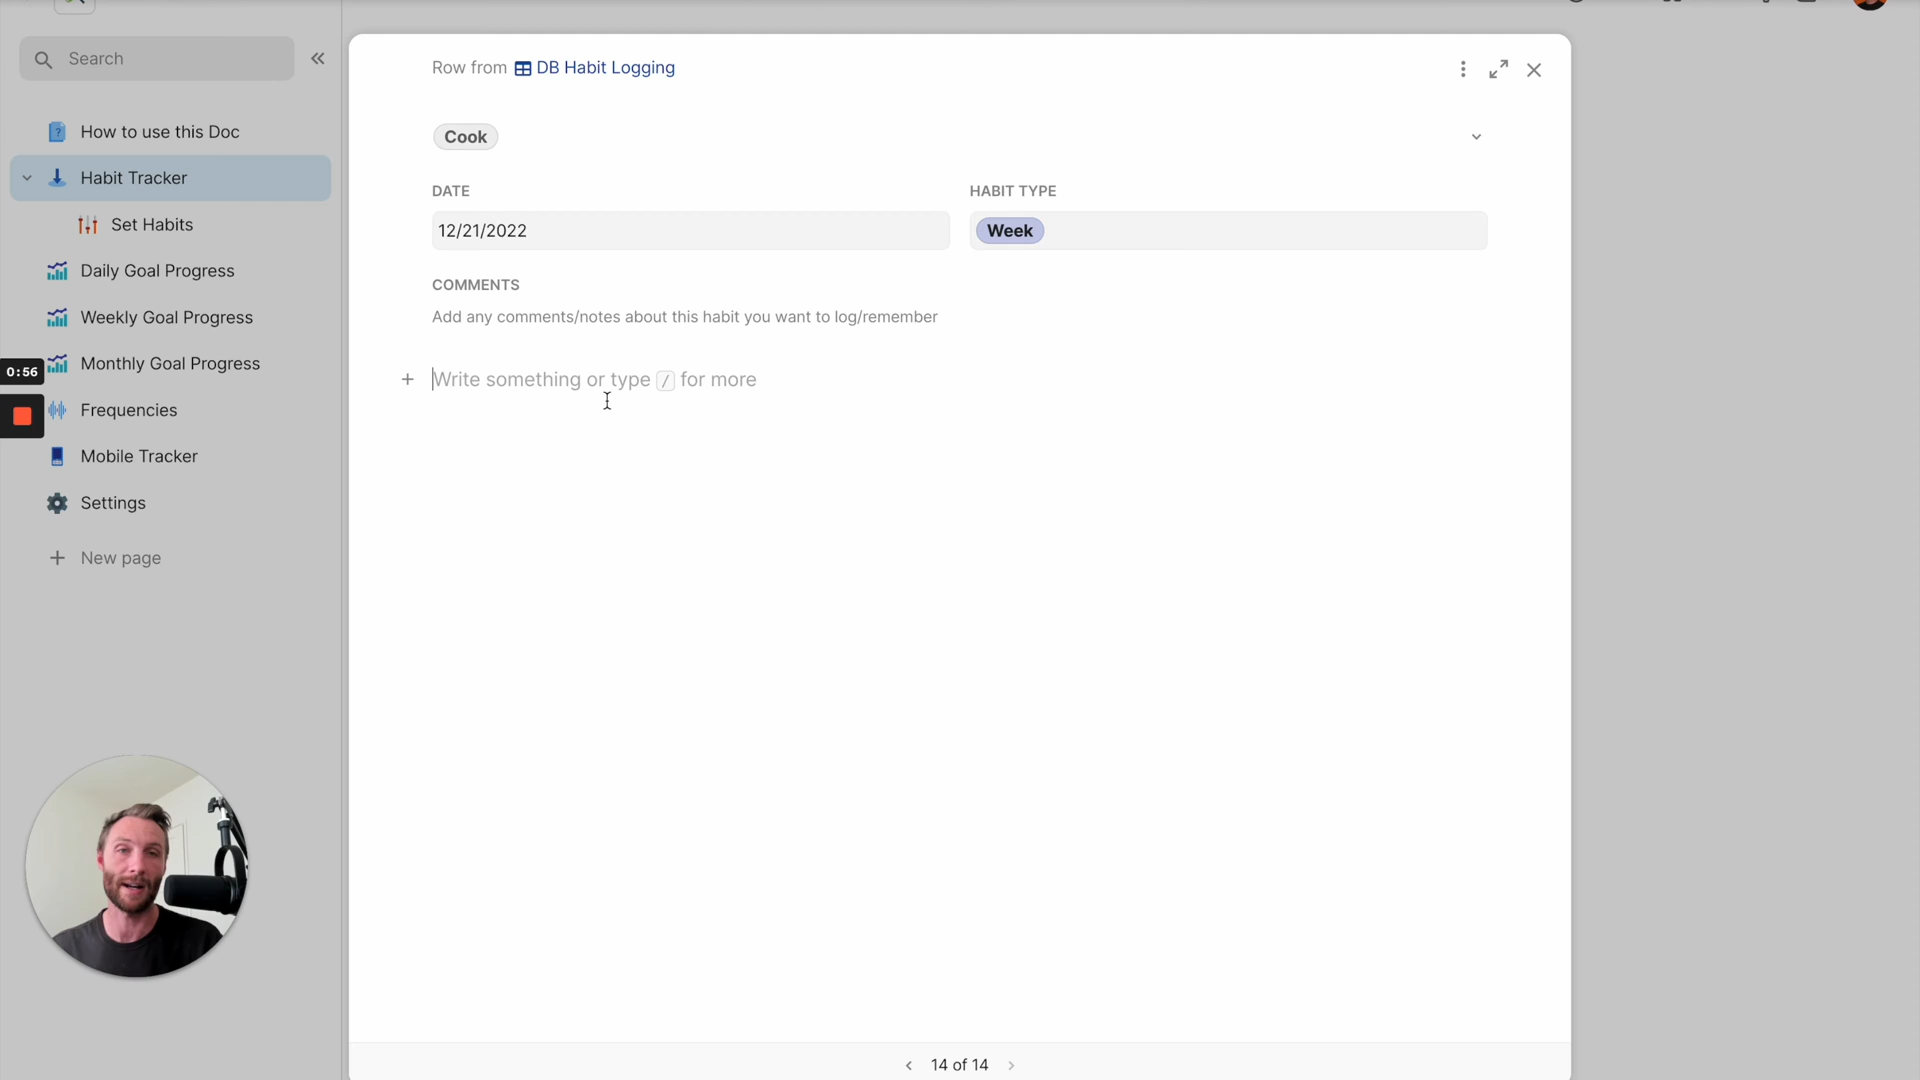 Search
How to use this Doc
Habit Tracker
Set Habits
Daily Goal Progress
Weekly Goal Progress
Monthly Goal Progress
Frequencies
Mobile Tracker
Settings
New page
0:56
Row from DB Habit Logging
Cook
DATE
12/21/2022
HABIT TYPE
Week
COMMENTS
Add any comments/notes about this habit you want to log/remember
Write something or type / for more
14 of 14